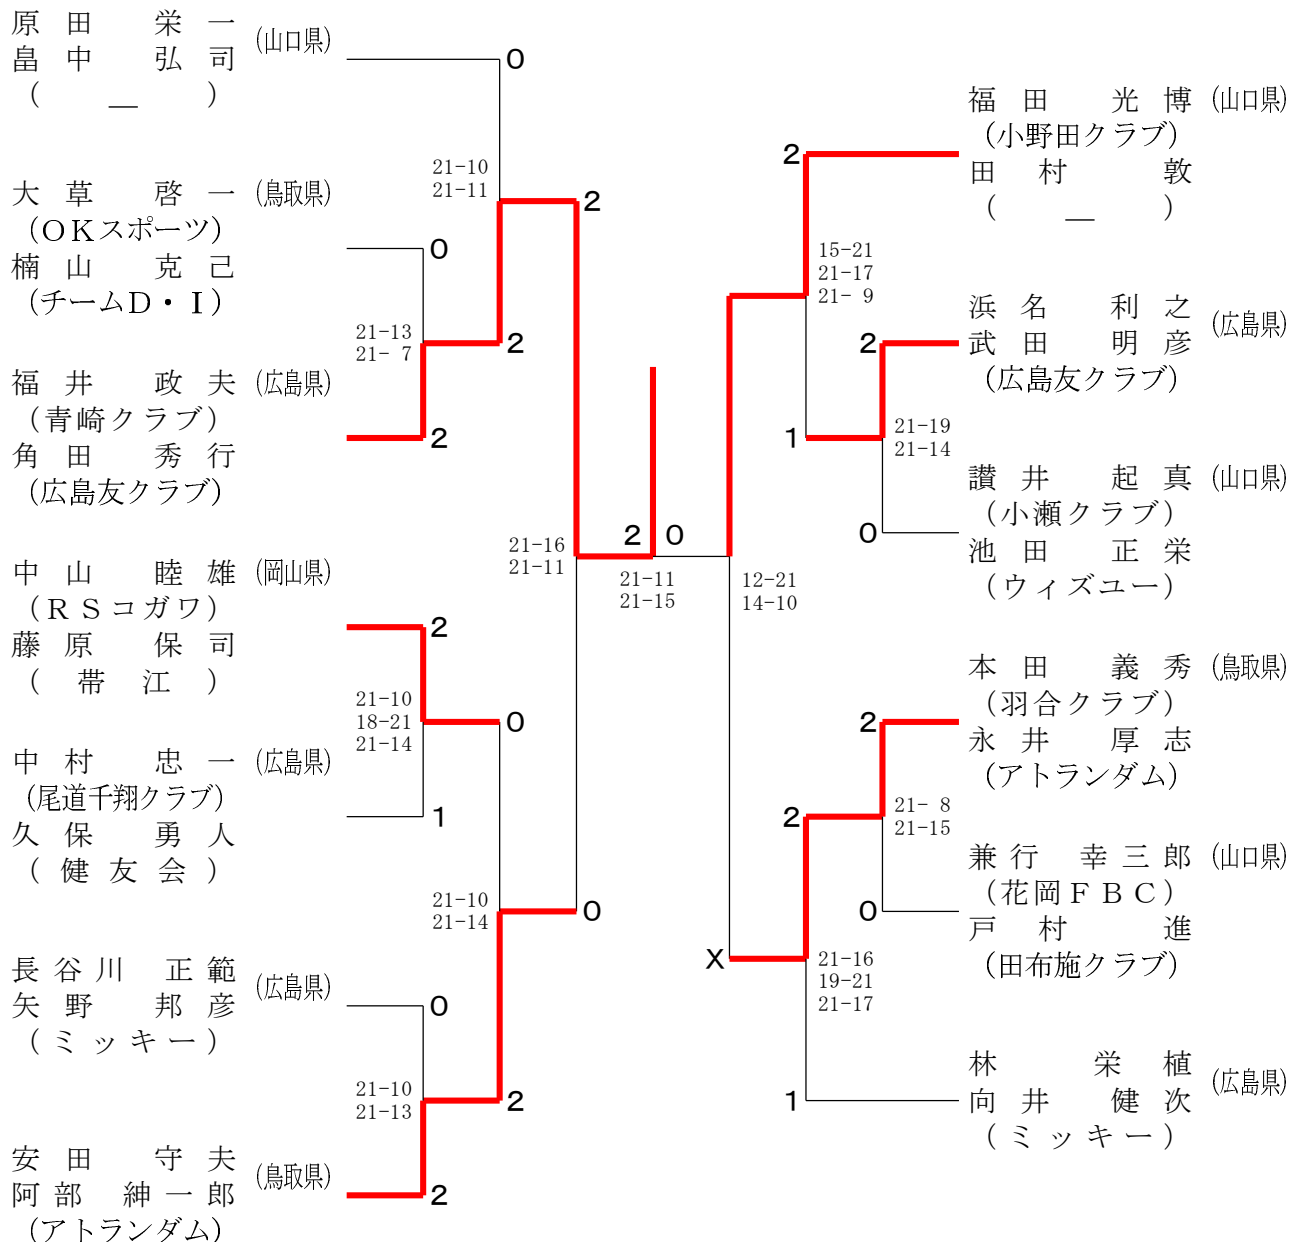 原田　栄一 (山口県)
畠中　弘司
(　―　)
0
21-10
21-11
大草　啓一 (鳥取県)
(OKスポーツ)
楠山　克己
(チームD・I)
0
2
21-13
21- 7
2
福井　政夫 (広島県)
(青崎クラブ)
角田　秀行
(広島友クラブ)
2
中山　睦雄 (岡山県)
(RSコガワ)
藤原　保司
(帯江)
2
21-16
21-11
21-10
18-21
21-14
0
中村　忠一 (広島県)
(尾道千翔クラブ)
久保　勇人
(健友会)
1
21-10
21-14
0
長谷川　正範 (広島県)
矢野　邦彦
(ミッキー)
0
21-10
21-13
2
安田　守夫 (鳥取県)
阿部　紳一郎
(アトランダム)
2
2 0
21-11
21-15
福田　光博 (山口県)
(小野田クラブ)
田村　敦
(　―　)
2
15-21
21-17
21- 9
浜名　利之 (広島県)
武田　明彦
(広島友クラブ)
2
1
21-19
21-14
讃井　起真 (山口県)
(小瀬クラブ)
池田　正栄
(ウィズユー)
0
12-21
14-10
本田　義秀 (鳥取県)
(羽合クラブ)
永井　厚志
(アトランダム)
2
2
21- 8
21-15
兼行　幸三郎 (山口県)
(花岡FBC)
戸村　進
(田布施クラブ)
0
X
21-16
19-21
21-17
林　栄植 (広島県)
向井　健次
(ミッキー)
1